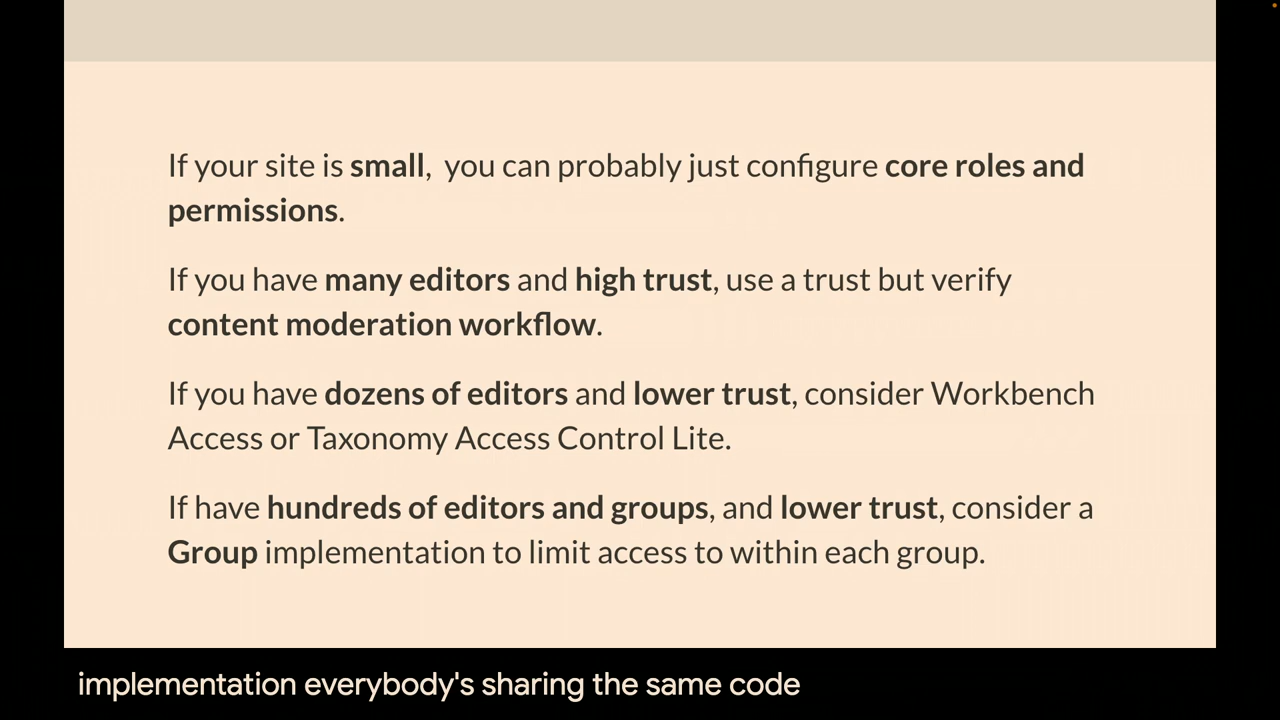 If your site is small,  you can probably just configure core roles and
permissions.
If you have many editors and high trust, use a trust but verify
content moderation workflow.
If you have dozens of editors and lower trust, consider Workbench
Access or Taxonomy Access Control Lite.
If have hundreds of editors and groups, and lower trust, consider a
Group implementation to limit access to within each group.
implementation everybody's sharing the same code